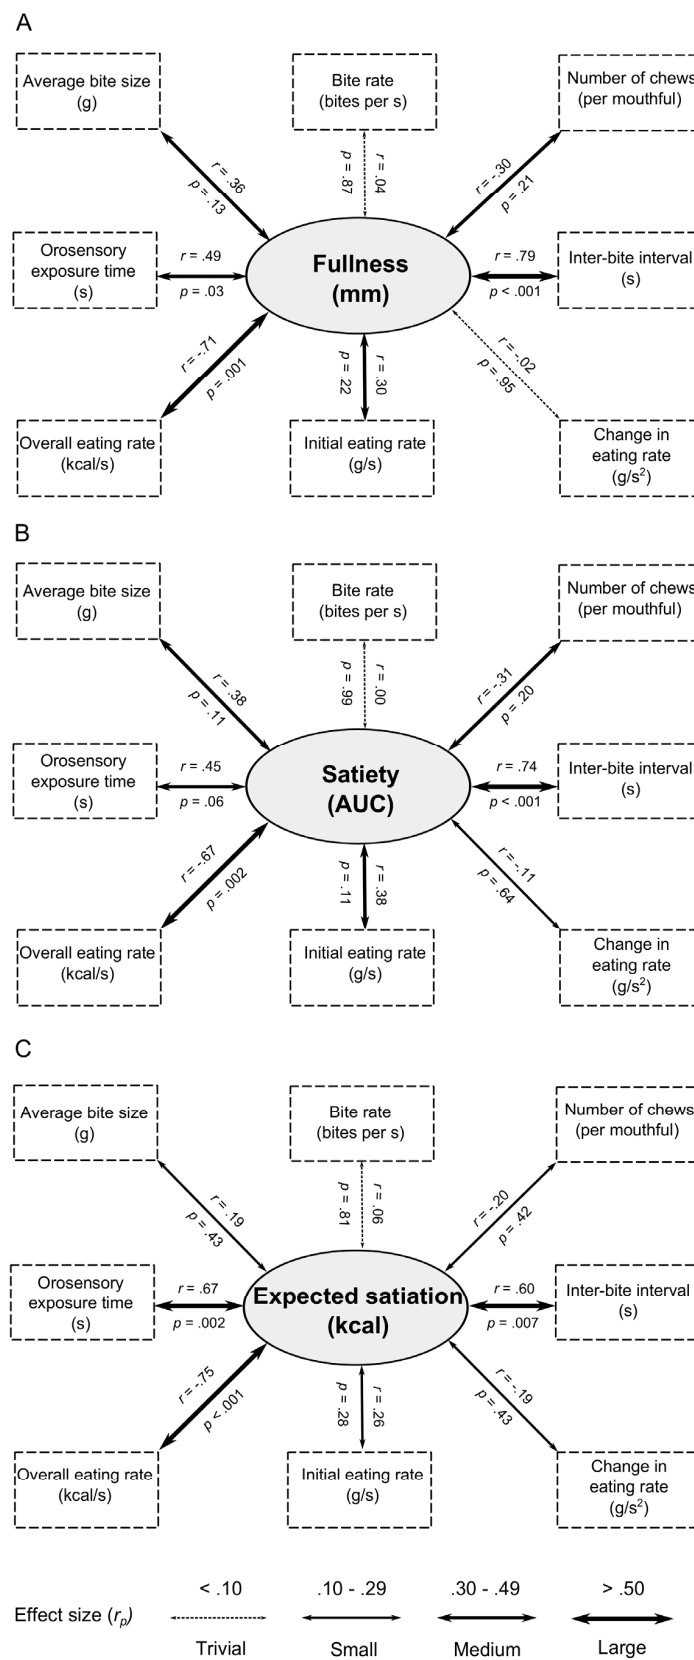 A
Average bite size
(g)
Bite rate
(bites per s)
Number of chews
(per mouthful)
r = .36
p = .13
r = .04
p = .87
r = -.30
p = .21
Orosensory
exposure time
(s)
r = .49
p = .03
Fullness
(mm)
r = .79
p < .001
Inter-bite interval
(s)
r = -.71
p = .001
r = .30
p = .22
r = -.02
p = .95
Overall eating rate
(kcal/s)
Initial eating rate
(g/s)
Change in
eating rate
(g/s²)
B
Average bite size
(g)
Bite rate
(bites per s)
Number of chews
(per mouthful)
r = .38
p = .11
r = .00
p = .99
r = -.31
p = .20
Orosensory
exposure time
(s)
r = .45
p = .06
Satiety
(AUC)
r = .74
p < .001
Inter-bite interval
(s)
r = -.67
p = .002
r = .38
p = .11
r = -.11
p = .64
Overall eating rate
(kcal/s)
Initial eating rate
(g/s)
Change in
eating rate
(g/s²)
C
Average bite size
(g)
Bite rate
(bites per s)
Number of chews
(per mouthful)
r = .19
p = .43
r = .06
p = .81
r = -.20
p = .42
Orosensory
exposure time
(s)
r = .67
p = .002
Expected satiation
(kcal)
r = .60
p = .007
Inter-bite interval
(s)
r = -.75
p < .001
r = .26
p = .28
r = -.19
p = .43
Overall eating rate
(kcal/s)
Initial eating rate
(g/s)
Change in
eating rate
(g/s²)
< .10 .10 - .29 .30 - .49 > .50
Effect size (rₚ)
Trivial Small Medium Large